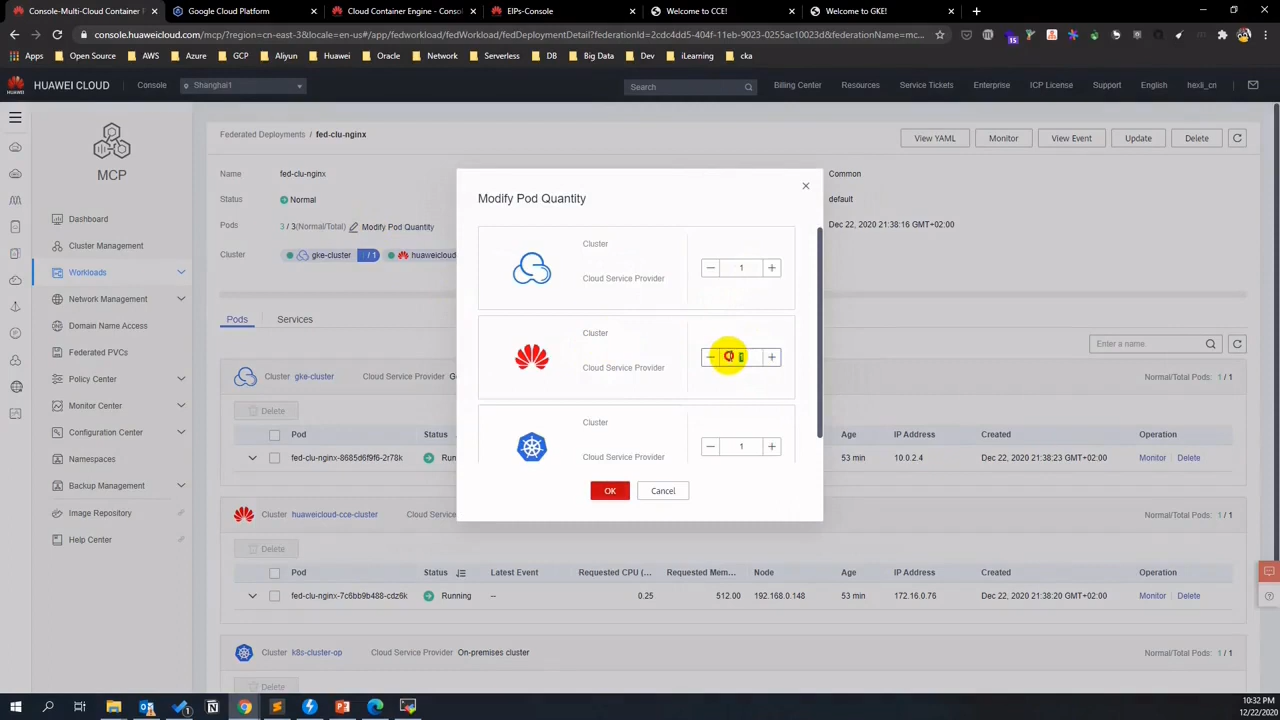 Console-Multi-Cloud Container
Google Cloud Platform
Cloud Container Engine - Conso
EIPs-Console
Welcome to CCE!
Welcome to GKE!
console.huaweicloud.com/mcp/?region=cn-east-3&locale=en-us#/app/fedworkload/fedWorkload/fedDeploymentDetail?federationId=2cdc4dd5-404f-11eb-9023-0255ac10023d&federationName=mc...
15
Apps
Open Source
AWS
Azure
GCP
Aliyun
Huawei
Oracle
Network
Serverless
DB
Big Data
Dev
iLearning
cka
HUAWEI CLOUD
Console
Shanghai1
Search
Billing Center
Resources
Service Tickets
Enterprise
ICP License
Support
English
hexli_cn
MCP
Dashboard
Cluster Management
Workloads
Network Management
Domain Name Access
Federated PVCs
Policy Center
Monitor Center
Configuration Center
Namespaces
Backup Management
Image Repository
Help Center
Federated Deployments / fed-clu-nginx
View YAML
Monitor
View Event
Update
Delete
Name fed-clu-nginx
Common
Status Normal
default
Pods 3 / 3(Normal/Total) Modify Pod Quantity
Dec 22, 2020 21:38:16 GMT+02:00
Cluster gke-cluster / 1 huaweicloud
Modify Pod Quantity
Cluster
Cloud Service Provider
1
Cluster
Cloud Service Provider
Cluster
Cloud Service Provider
1
OK
Cancel
Pods
Services
Enter a name
Cluster gke-cluster Cloud Service Provider
Normal/Total Pods: 1 / 1
Delete
Pod Status Age IP Address Created Operation
fed-clu-nginx-8685d6f9f6-2r78k 53 min 10.0.2.4 Dec 22, 2020 21:38:23 GMT+02:00 Monitor Delete
Cluster huaweicloud-cce-cluster Cloud Service
Normal/Total Pods: 1 / 1
Delete
Pod Status Latest Event Requested CPU (... Requested Mem... Node Age IP Address Created Operation
fed-clu-nginx-7c6bb9b488-cdz6k Running -- 0.25 512.00 192.168.0.148 53 min 172.16.0.76 Dec 22, 2020 21:38:20 GMT+02:00 Monitor Delete
Cluster k8s-cluster-op Cloud Service Provider On-premises cluster
Normal/Total Pods: 1 / 1
Delete
10:32 PM
12/22/2020